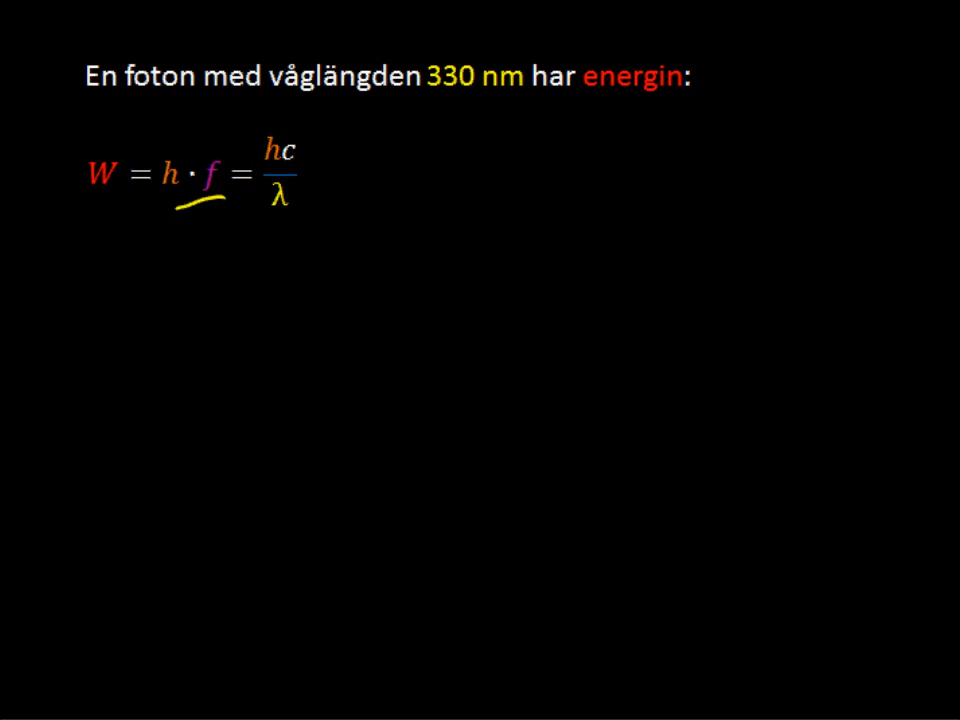 En foton med våglängden 330 nm har energin:
W = h · f = hc/λ